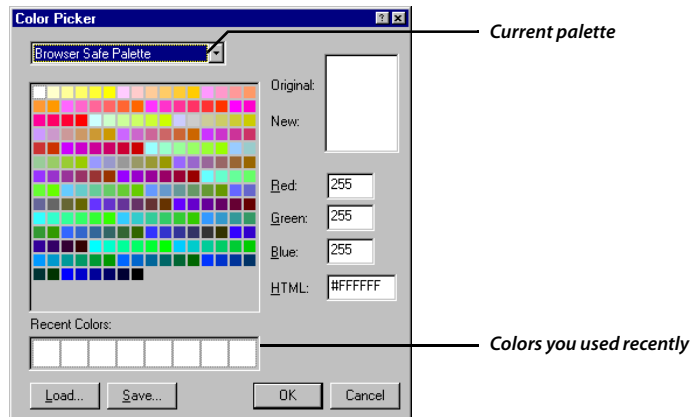 Color Picker
Current palette
Browser Safe Palette
Original:
New:
Red: 255
Green: 255
Blue: 255
HTML: #FFFFFF
Recent Colors:
Colors you used recently
Load... Save... OK Cancel